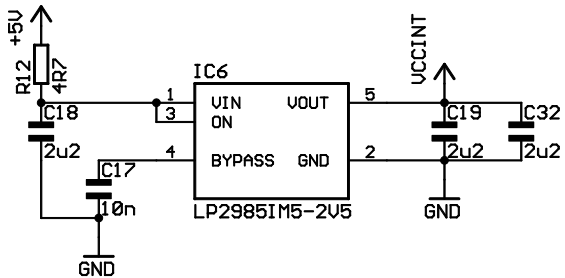 +5V
R12
4R7
VCCINT
IC6
1
3
4
VIN
ON
BYPASS
VOUT
GND
5
2
C18
2u2
C17
10n
C19
2u2
C32
2u2
LP2985IM5-2V5
GND
GND